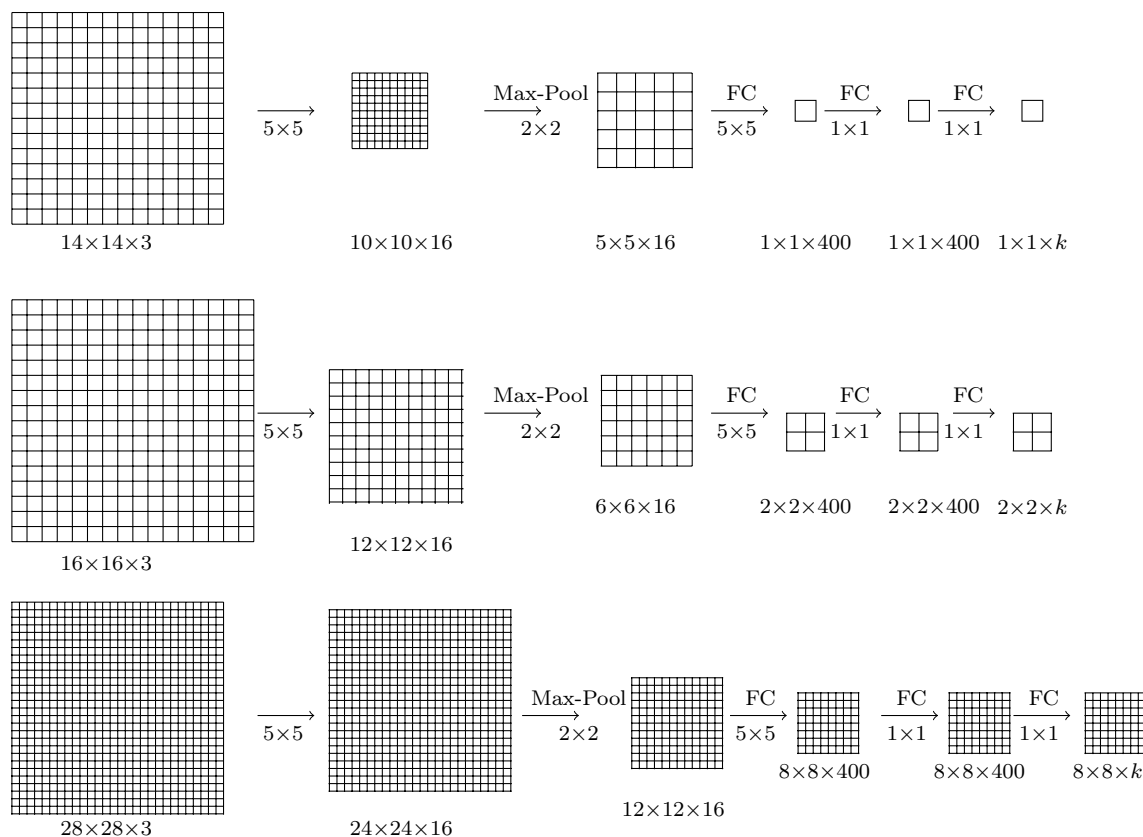 Max-Pool FC FC FC
5×5 2×2 5×5 1×1 1×1
14×14×3 10×10×16 5×5×16 1×1×400 1×1×400 1×1×k
Max-Pool FC FC FC
5×5 2×2 5×5 1×1 1×1
6×6×16 2×2×400 2×2×400 2×2×k
12×12×16
16×16×3
Max-Pool FC FC FC
5×5 2×2 5×5 1×1 1×1
8×8×400 8×8×400 8×8×k
12×12×16
28×28×3 24×24×16